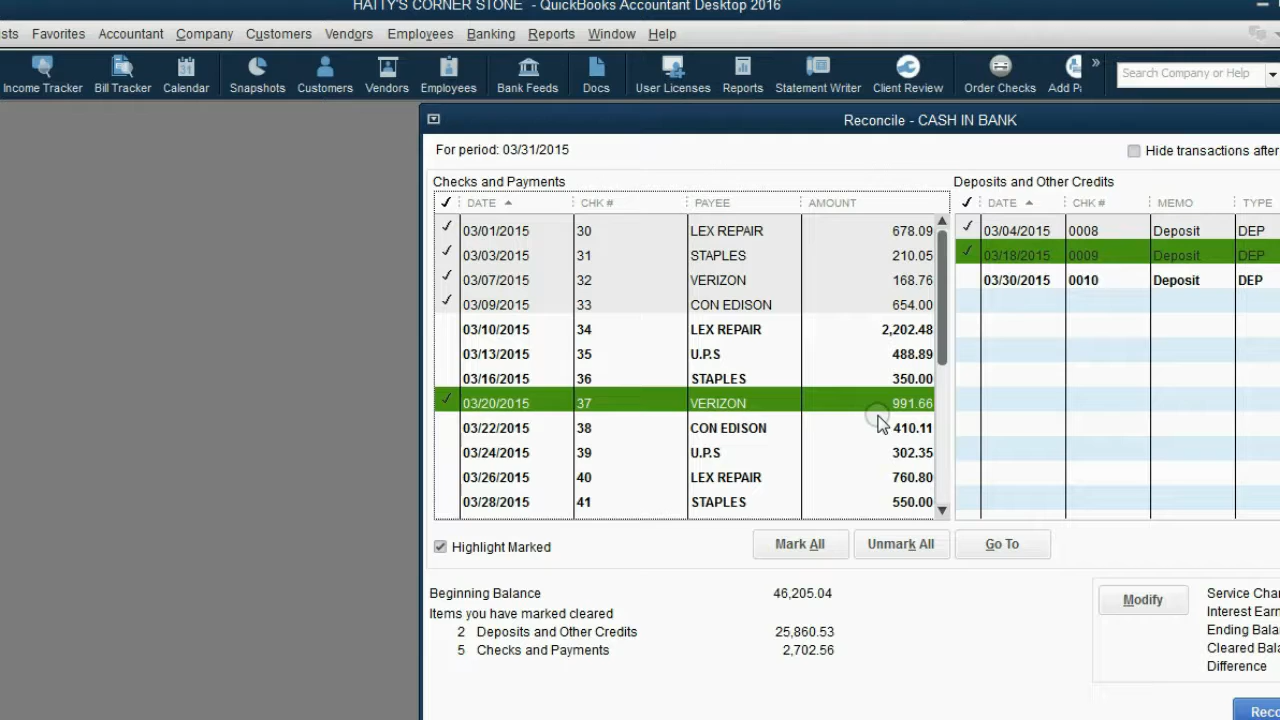 HATTY'S CORNER STONE - QuickBooks Accountant Desktop 2016
sts Favorites Accountant Company Customers Vendors Employees Banking Reports Window Help
Income Tracker Bill Tracker Calendar Snapshots Customers Vendors Employees Bank Feeds Docs User Licenses Reports Statement Writer Client Review Order Checks Add Pa » Search Company or Help
Reconcile - CASH IN BANK
For period: 03/31/2015 Hide transactions after
Checks and Payments Deposits and Other Credits
✓ DATE CHK # PAYEE AMOUNT ✓ DATE CHK # MEMO TYPE
✓ 03/01/2015 30 LEX REPAIR 678.09 ✓ 03/04/2015 0008 Deposit DEP
✓ 03/03/2015 31 STAPLES 210.05 ✓ 03/18/2015 0009 Deposit DEP
✓ 03/07/2015 32 VERIZON 168.76 03/30/2015 0010 Deposit DEP
✓ 03/09/2015 33 CON EDISON 654.00
03/10/2015 34 LEX REPAIR 2,202.48
03/13/2015 35 U.P.S 488.89
03/16/2015 36 STAPLES 350.00
✓ 03/20/2015 37 VERIZON 991.66
03/22/2015 38 CON EDISON 410.11
03/24/2015 39 U.P.S 302.35
03/26/2015 40 LEX REPAIR 760.80
03/28/2015 41 STAPLES 550.00
Highlight Marked Mark All Unmark All Go To
Beginning Balance 46,205.04 Modify Service Char
Items you have marked cleared Interest Earn
2 Deposits and Other Credits 25,860.53 Ending Bala
5 Checks and Payments 2,702.56 Cleared Bala
Difference
Reco